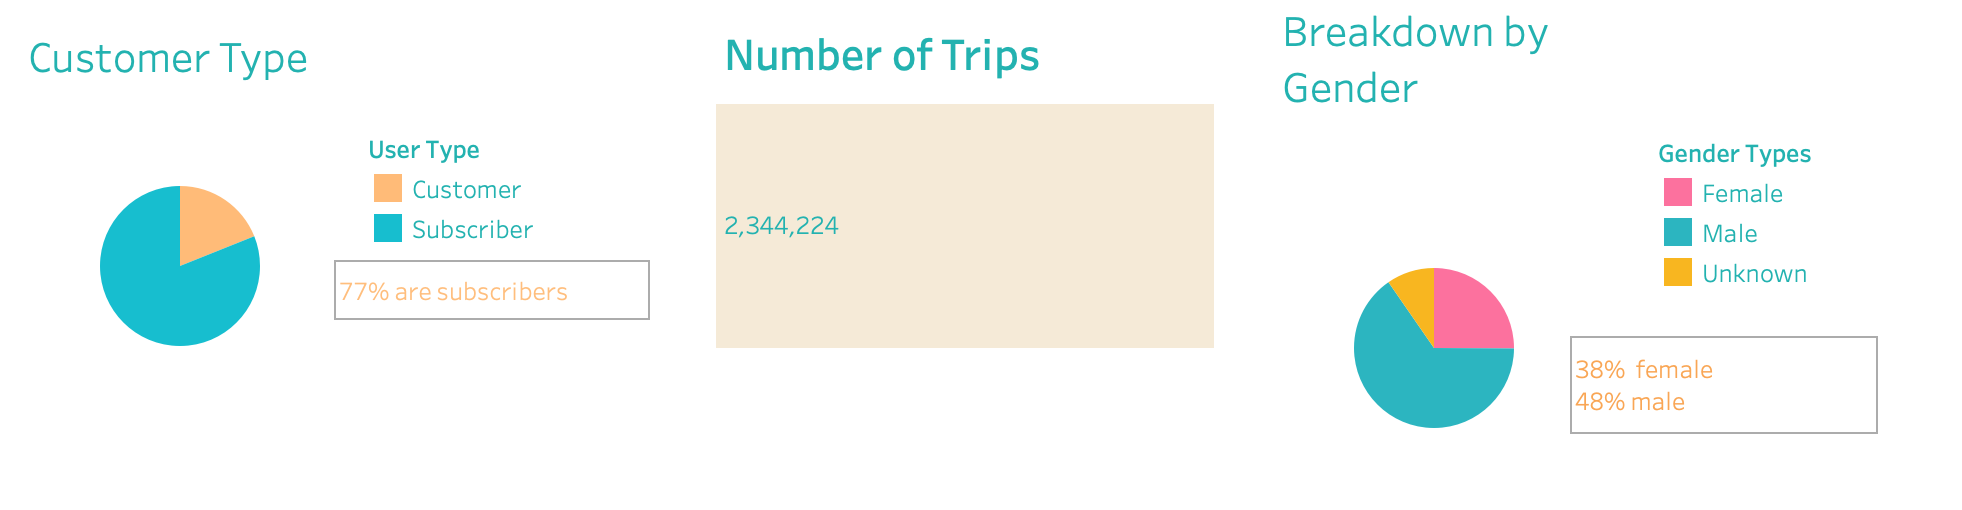 Customer Type
User Type
Customer
Subscriber
77% are subscribers
Number of Trips
2,344,224
Breakdown by
Gender
Gender Types
Female
Male
Unknown
38%  female
48% male